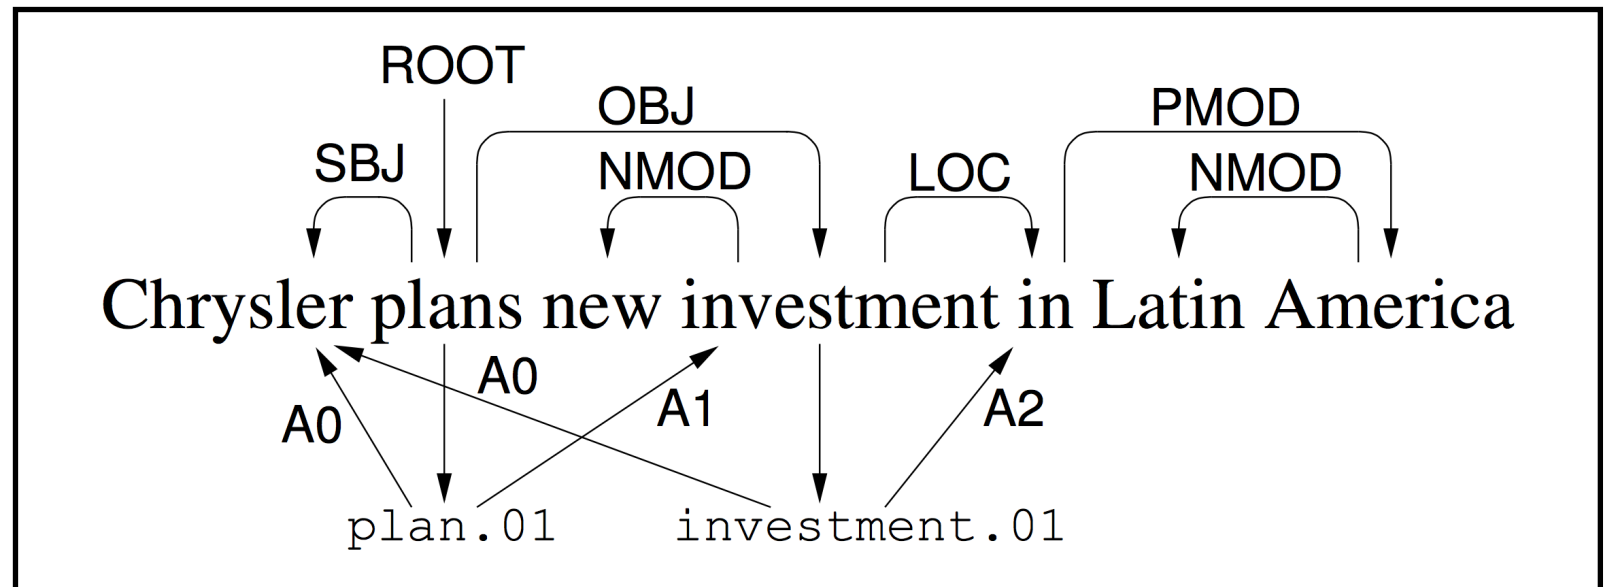 ROOT
OBJ PMOD
SBJ NMOD LOC NMOD
Chrysler plans new investment in Latin America
A0 A0 A1 A2
plan.01 investment.01